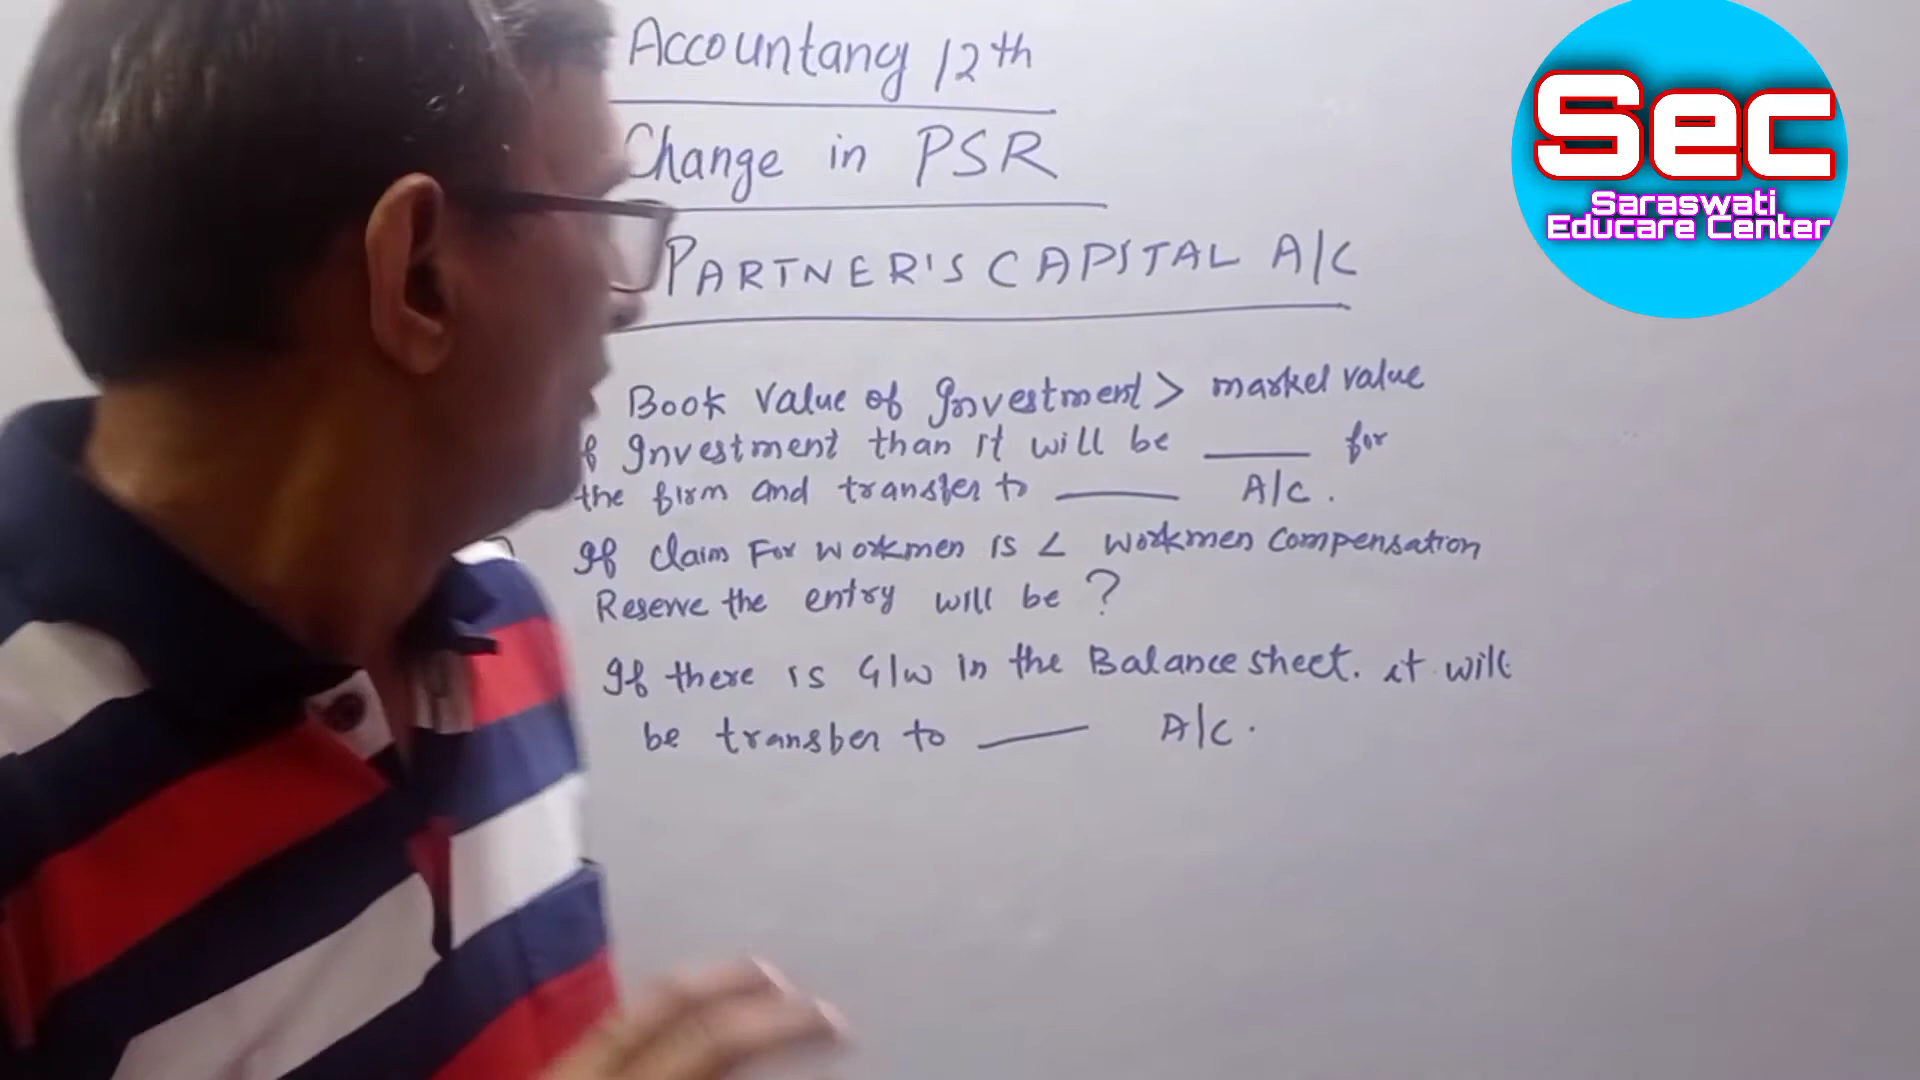 Accountancy 12th
Change in PSR
PARTNER'S CAPITAL A/C
Book Value of Investment > market value
of Investment than it will be ____ for
the firm and transfer to ____ A/C.
If claim For workmen is < workmen compensation
Reserve the entry will be ?
If there is G/W in the Balance sheet. it will
be transfer to ____ A/C.
Sec
Saraswati
Educare Center